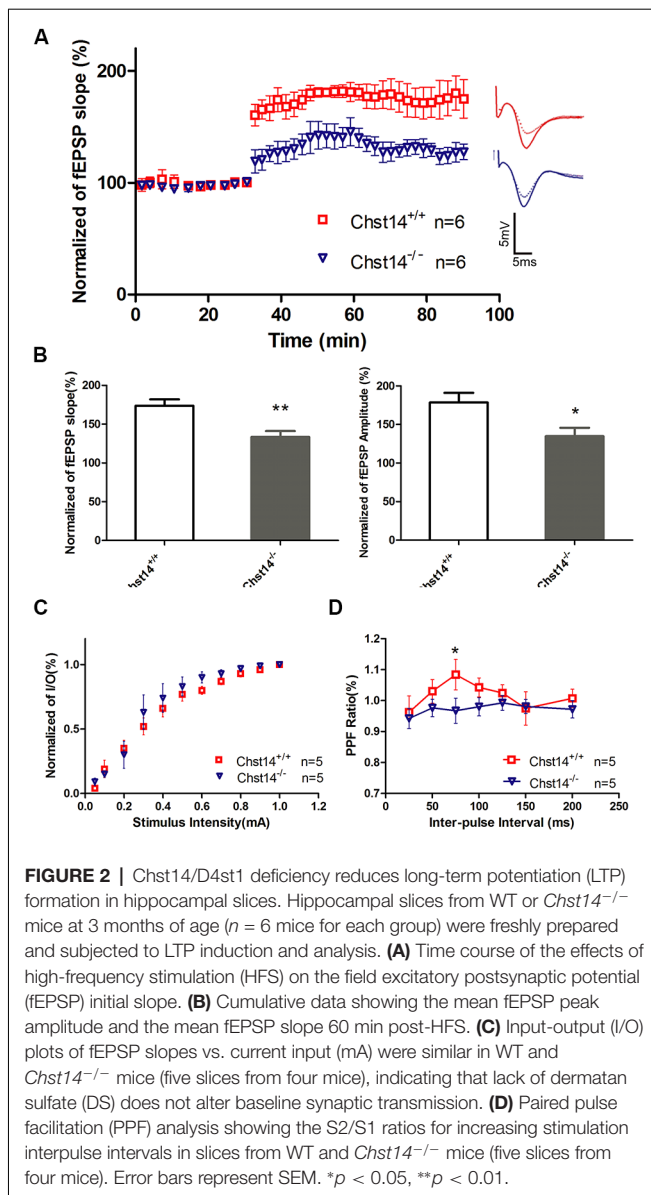 A
Normalized of fEPSP slope (%)
200
100
0
0 20 40 60 80 100
Time (min)
Chst14+/+ n=6
Chst14-/- n=6
5mV
5ms
B
Normalized of fEPSP slope(%)
200
150
100
50
0
**
Chst14-/-
Normalized of fEPSP Amplitude (%)
200
150
100
50
0
*
Chst14-/-
C
Normalized of I/O(%)
1.0
0.5
0.0
0.0 0.2 0.4 0.6 0.8 1.0 1.2
Stimulus Intensity(mA)
Chst14+/+ n=5
Chst14-/- n=5
D
PPF Ratio(%)
1.2
1.1
1.0
0.9
0.8
0.7
*
0 50 100 150 200 250
Inter-pulse Interval (ms)
Chst14+/+ n=5
Chst14-/- n=5
FIGURE 2 | Chst14/D4st1 deficiency reduces long-term potentiation (LTP)
formation in hippocampal slices. Hippocampal slices from WT or Chst14−/−
mice at 3 months of age (n = 6 mice for each group) were freshly prepared
and subjected to LTP induction and analysis. (A) Time course of the effects of
high-frequency stimulation (HFS) on the field excitatory postsynaptic potential
(fEPSP) initial slope. (B) Cumulative data showing the mean fEPSP peak
amplitude and the mean fEPSP slope 60 min post-HFS. (C) Input-output (I/O)
plots of fEPSP slopes vs. current input (mA) were similar in WT and
Chst14−/− mice (five slices from four mice), indicating that lack of dermatan
sulfate (DS) does not alter baseline synaptic transmission. (D) Paired pulse
facilitation (PPF) analysis showing the S2/S1 ratios for increasing stimulation
interpulse intervals in slices from WT and Chst14−/− mice (five slices from
four mice). Error bars represent SEM. *p < 0.05, **p < 0.01.